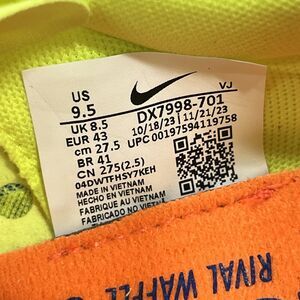 US
9.5
VJ
UK 8.5
DX7998-701
EUR 43
10/18/23 11/21/23
cm 27.5
UPC 00197594119758
BR 41
CN 275(2.5)
04DWTFHSY7KEH
MADE IN VIETNAM
HECHO EN VIETNAM
FABRIQUE AU VIETNAM
FABRICADO NO VIETNAM
RIVAL WAFFLE